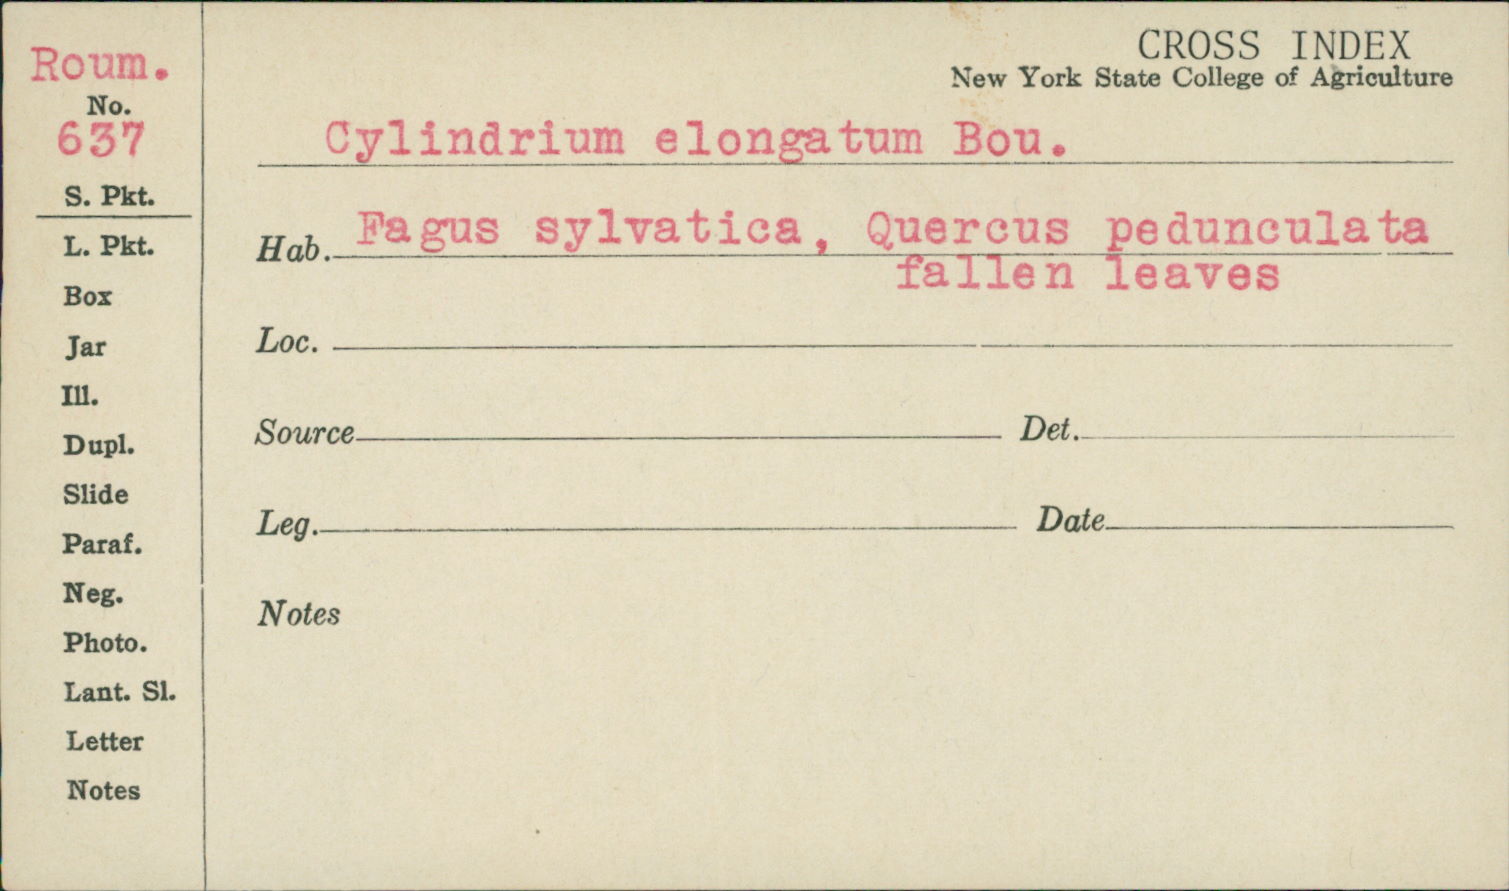 Roum.
No.
637
S. Pkt.
L. Pkt.
Box
Jar
Ill.
Dupl.
Slide
Paraf.
Neg.
Photo.
Lant. Sl.
Letter
Notes
CROSS INDEX
New York State College of Agriculture
Cylindrium elongatum Bou.
Hab. Fagus sylvatica, Quercus pedunculata
fallen leaves
Loc.
Source Det.
Leg. Date
Notes